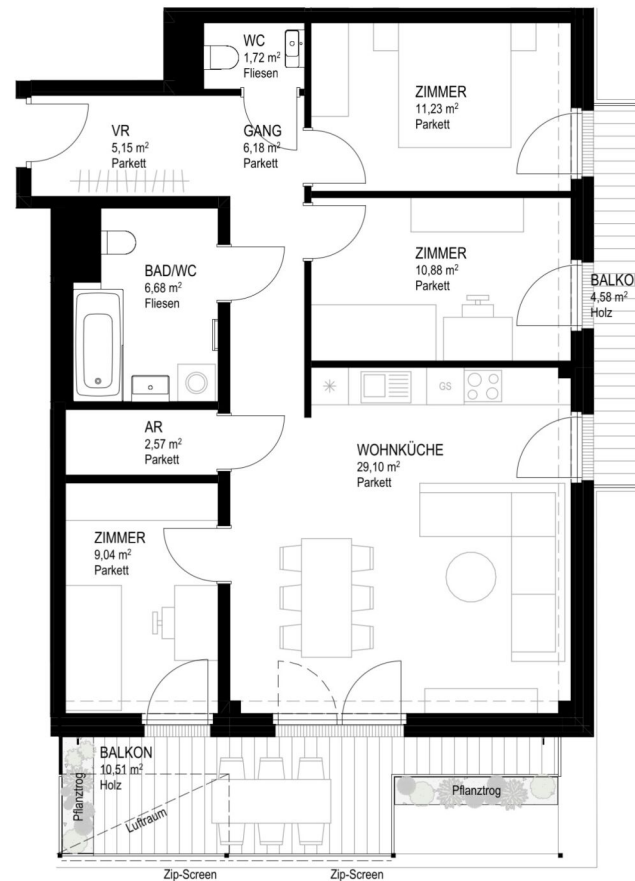 WC
1,72 m²
Fliesen
ZIMMER
11,23 m²
Parkett
VR
5,15 m²
Parkett
GANG
6,18 m²
Parkett
ZIMMER
10,88 m²
Parkett
BAD/WC
6,68 m²
Fliesen
BALKON
4,58 m²
Holz
GS
AR
2,57 m²
Parkett
WOHNKÜCHE
29,10 m²
Parkett
ZIMMER
9,04 m²
Parkett
BALKON
10,51 m²
Holz
Pflanztrog
Luftraum
Pflanztrog
Zip-Screen
Zip-Screen